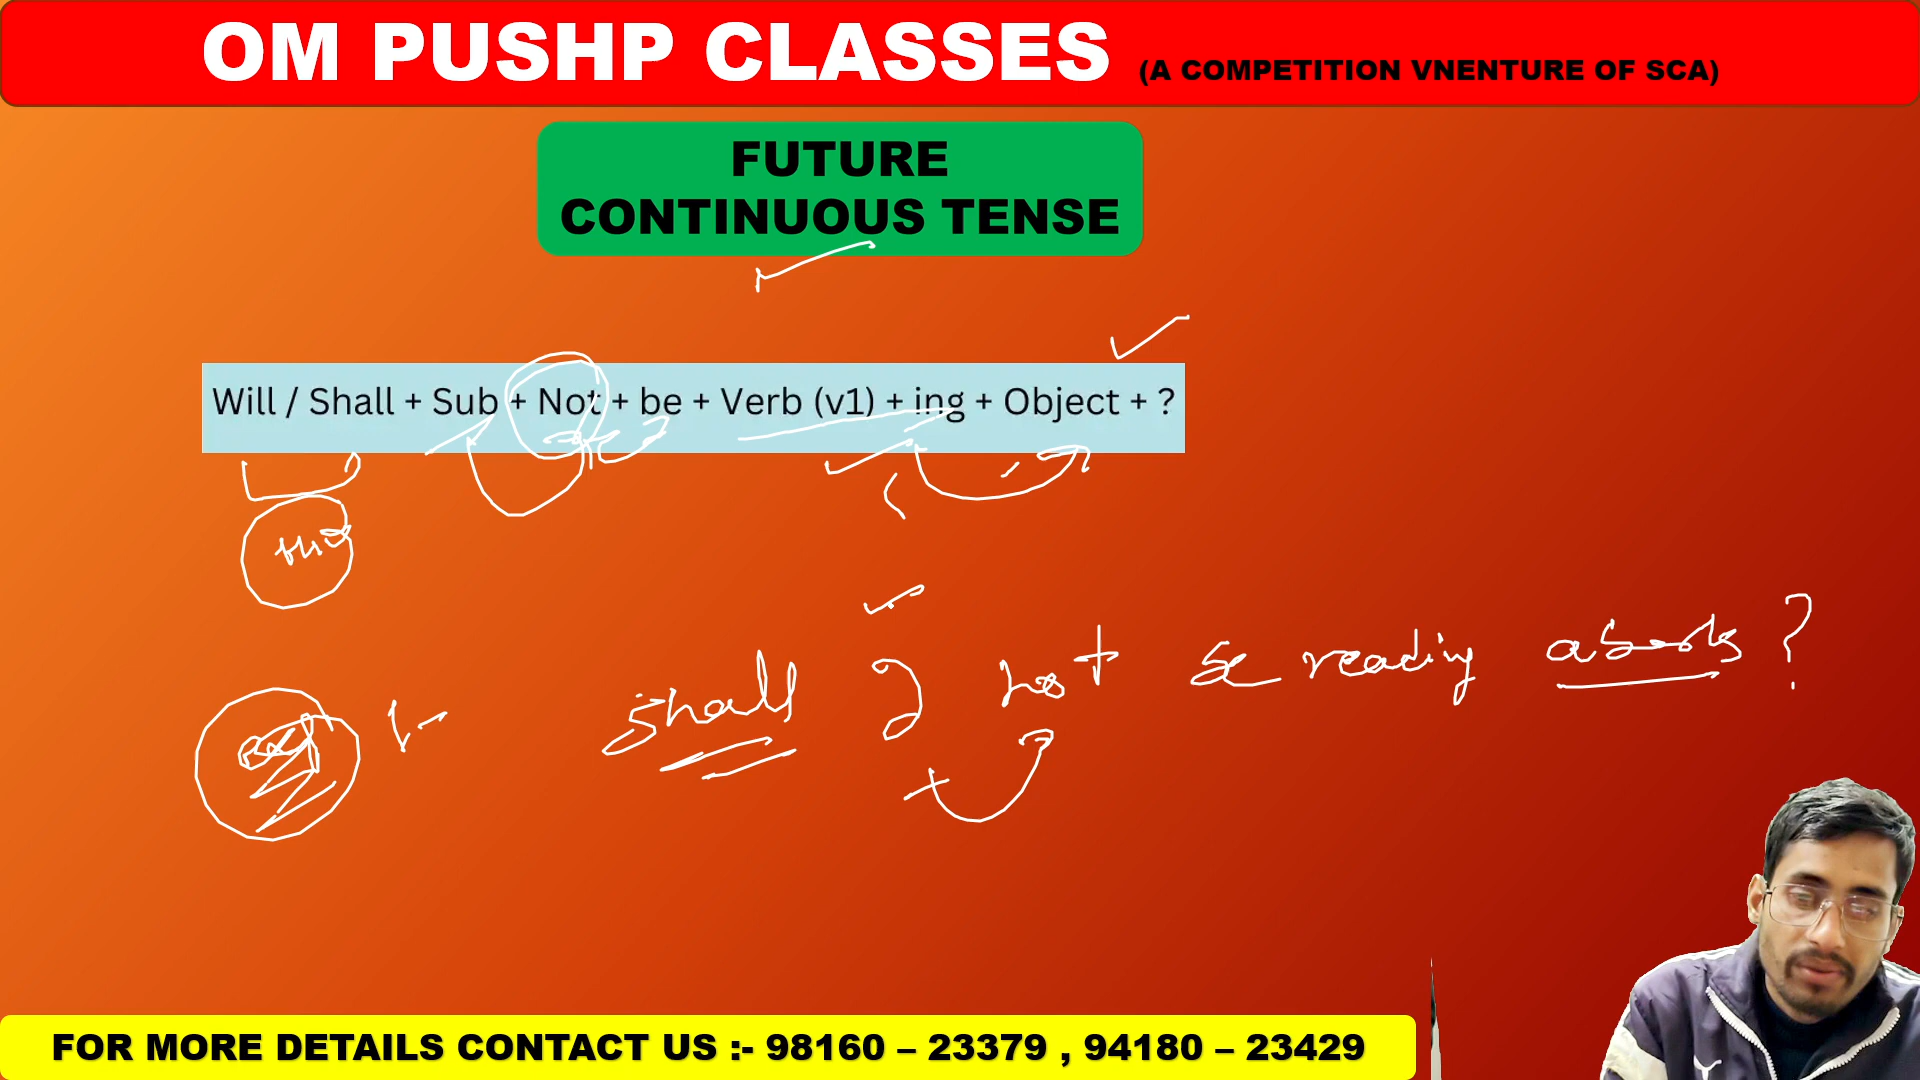 OM PUSHP CLASSES (A COMPETITION VNENTURE OF SCA)
FUTURE
CONTINUOUS TENSE
Will / Shall + Sub + Not + be + Verb (v1) + ing + Object + ?
shall I not be reading a book ?
FOR MORE DETAILS CONTACT US :- 98160 – 23379 , 94180 – 23429